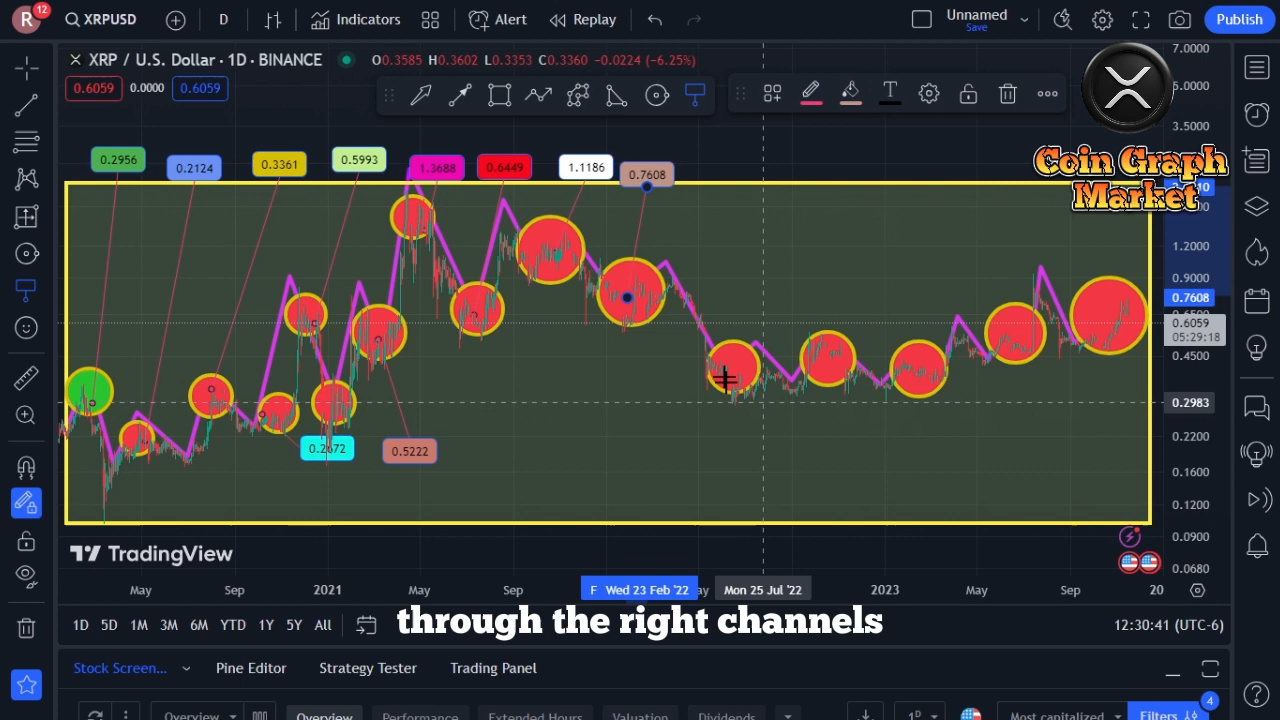 R 12 XRPUSD D Indicators Alert Replay Unnamed Save Publish
XRP / U.S. Dollar · 1D · BINANCE O0.3585 H0.3602 L0.3353 C0.3360 −0.0224 (−6.25%)
0.6059 0.0000 0.6059
T
7.0000
5.0000
3.5000
Coin Graph
Market
0.2956 0.2124 0.3361 0.5993 1.3688 0.6449 1.1186 0.7608
1.2000
0.9000
0.7608
0.6059
05:29:18
0.4500
0.2983
0.2672 0.5222
0.2200
0.1600
0.1200
0.0900
0.0680
TradingView
May Sep 2021 May Sep Wed 23 Feb '22 Mon 25 Jul '22 2023 May Sep 20
1D 5D 1M 3M 6M YTD 1Y 5Y All 12:30:41 (UTC-6)
through the right channels
Stock Screen... Pine Editor Strategy Tester Trading Panel
4
Overview Overview Performance Extended Hours Valuation Dividends 1D Most capitalized Filters